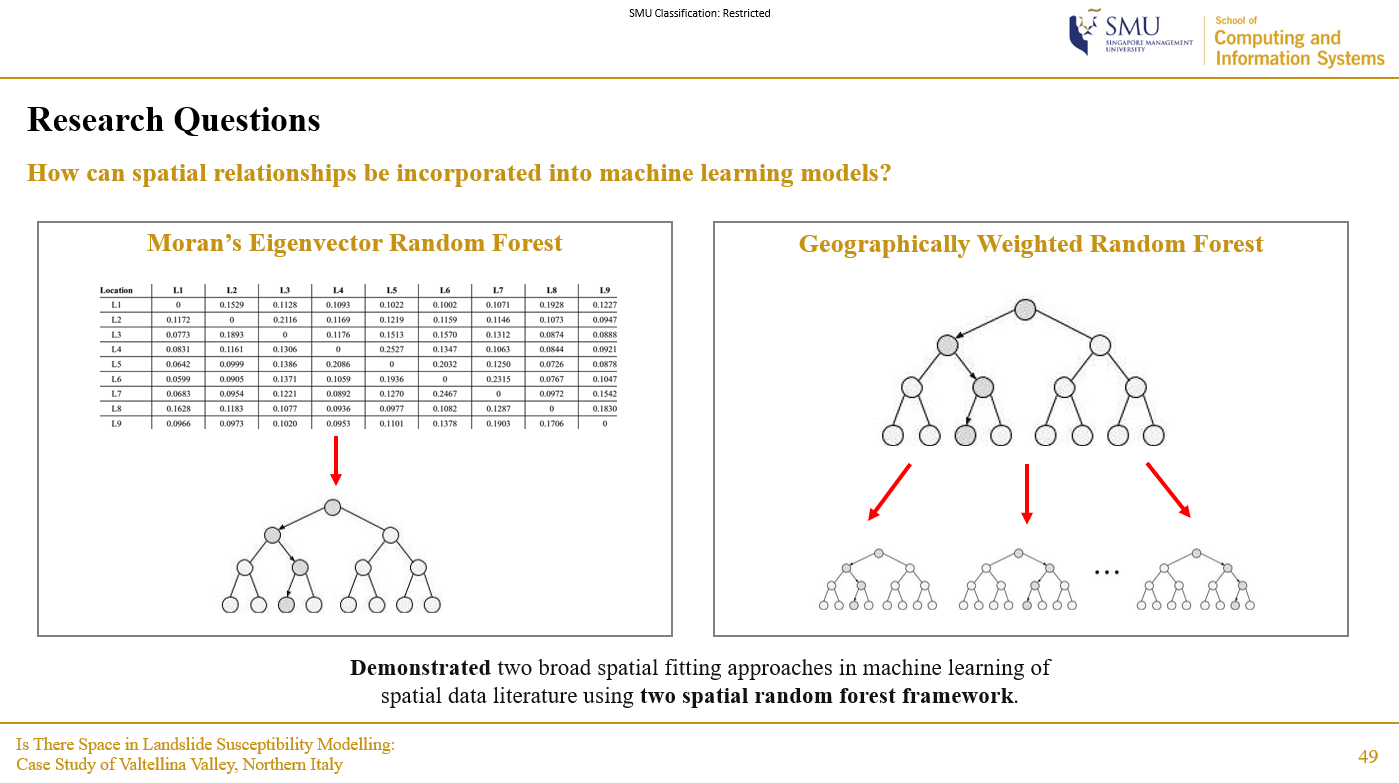 SMU Classification: Restricted
SMU
SINGAPORE MANAGEMENT
UNIVERSITY
School of
Computing and
Information Systems
Research Questions
How can spatial relationships be incorporated into machine learning models?
Moran’s Eigenvector Random Forest
Location L1 L2 L3 L4 L5 L6 L7 L8 L9
L1 0 0.1529 0.1128 0.1093 0.1022 0.1002 0.1071 0.1928 0.1227
L2 0.1172 0 0.2116 0.1169 0.1219 0.1159 0.1146 0.1073 0.0947
L3 0.0773 0.1893 0 0.1176 0.1513 0.1570 0.1312 0.0874 0.0888
L4 0.0831 0.1161 0.1306 0 0.2527 0.1347 0.1063 0.0844 0.0921
L5 0.0642 0.0999 0.1386 0.2086 0 0.2032 0.1250 0.0726 0.0878
L6 0.0599 0.0905 0.1371 0.1059 0.1936 0 0.2315 0.0767 0.1047
L7 0.0683 0.0954 0.1221 0.0892 0.1270 0.2467 0 0.0972 0.1542
L8 0.1628 0.1183 0.1077 0.0936 0.0977 0.1082 0.1287 0 0.1830
L9 0.0966 0.0973 0.1020 0.0953 0.1101 0.1378 0.1903 0.1706 0
Geographically Weighted Random Forest
...
Demonstrated two broad spatial fitting approaches in machine learning of
spatial data literature using two spatial random forest framework.
Is There Space in Landslide Susceptibility Modelling:
Case Study of Valtellina Valley, Northern Italy
49